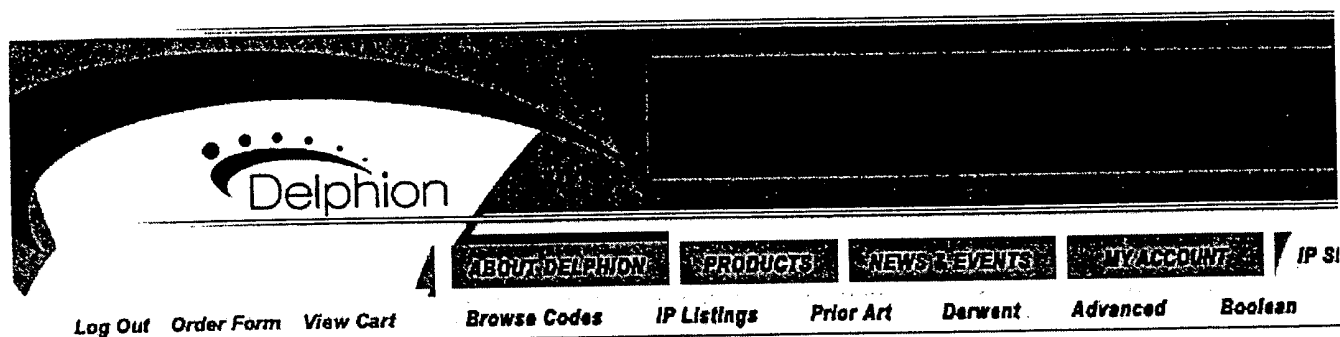 Delphion
ABOUT DELPHION PRODUCTS NEWS & EVENTS MY ACCOUNT IP
Log Out Order Form View Cart Browse Codes IP Listings Prior Art Derwent Advanced Boolean